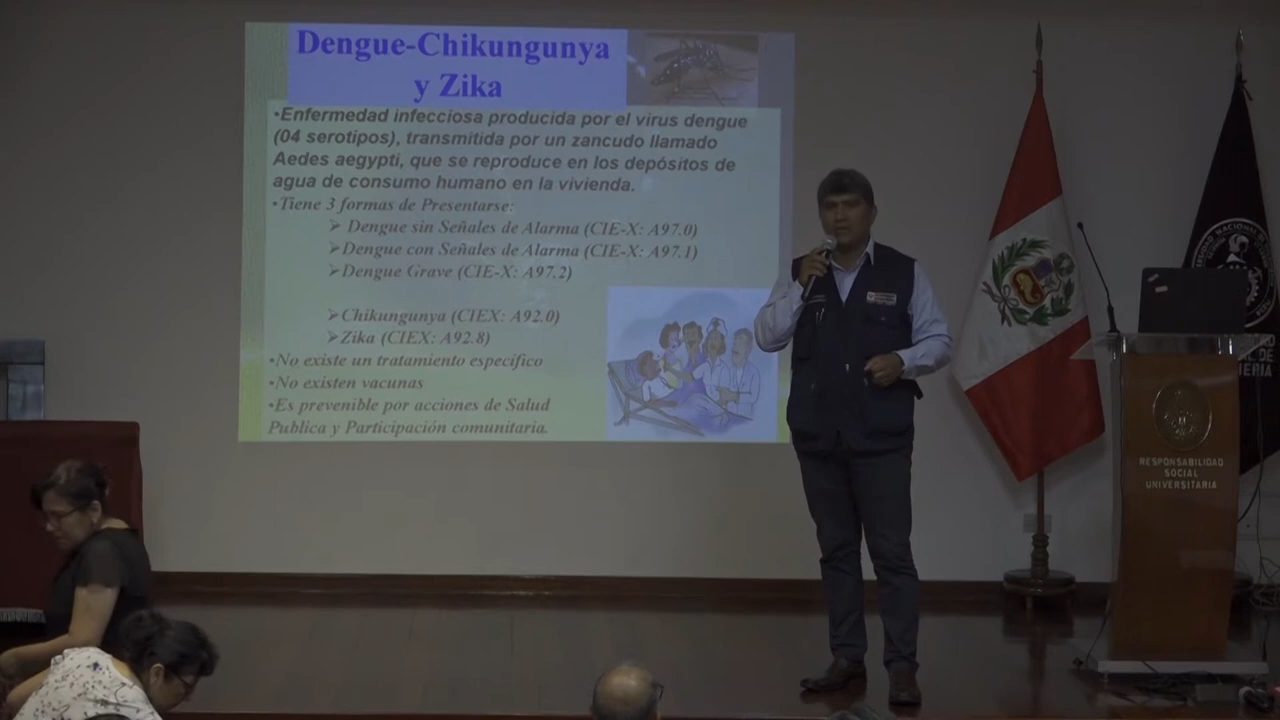 Dengue-Chikungunya
y Zika
•Enfermedad infecciosa producida por el virus dengue
(04 serotipos), transmitida por un zancudo llamado
Aedes aegypti, que se reproduce en los depósitos de
agua de consumo humano en la vivienda.
•Tiene 3 formas de Presentarse:
➢ Dengue sin Señales de Alarma (CIE-X: A97.0)
➢Dengue con Señales de Alarma (CIE-X: A97.1)
➢Dengue Grave (CIE-X: A97.2)
➢Chikungunya (CIEX: A92.0)
➢Zika (CIEX: A92.8)
•No existe un tratamiento específico
•No existen vacunas
•Es prevenible por acciones de Salud
Publica y Participación comunitaria.
NACIONAL DE
RESPONSABILIDAD
SOCIAL
UNIVERSITARIA